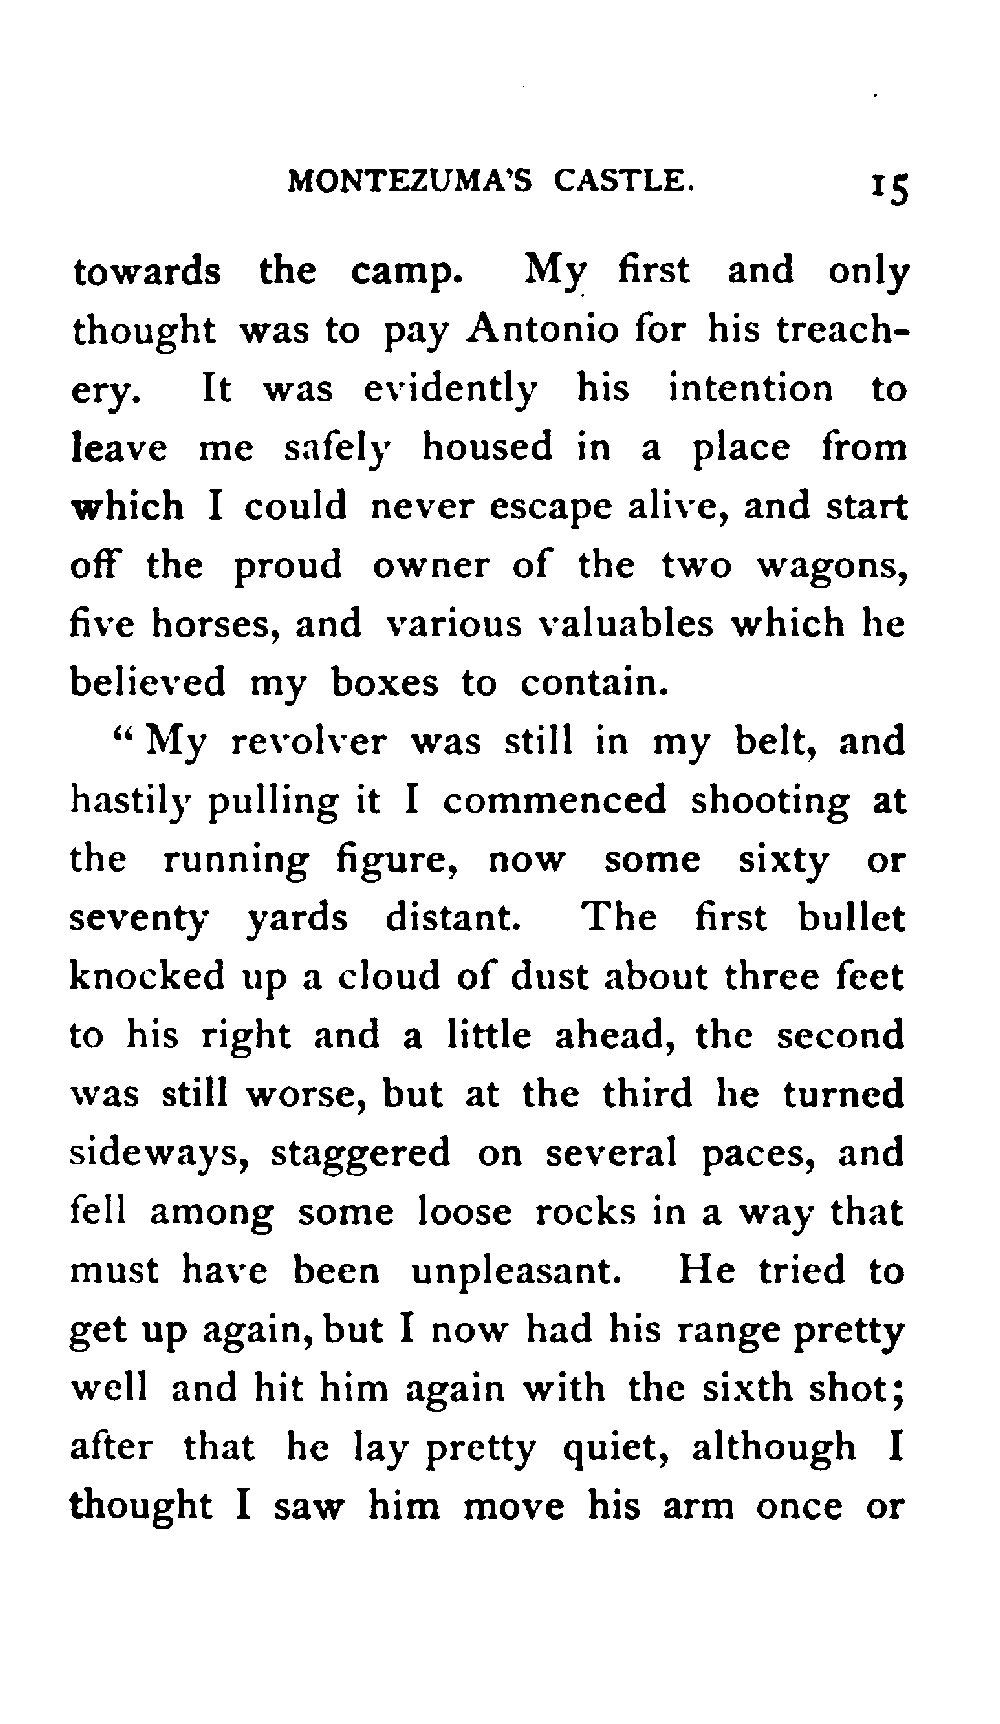 MONTEZUMA'S CASTLE. 15
towards the camp. My first and only
thought was to pay Antonio for his treach-
ery. It was evidently his intention to
leave me safely housed in a place from
which I could never escape alive, and start
off the proud owner of the two wagons,
five horses, and various valuables which he
believed my boxes to contain.
“My revolver was still in my belt, and
hastily pulling it I commenced shooting at
the running figure, now some sixty or
seventy yards distant. The first bullet
knocked up a cloud of dust about three feet
to his right and a little ahead, the second
was still worse, but at the third he turned
sideways, staggered on several paces, and
fell among some loose rocks in a way that
must have been unpleasant. He tried to
get up again, but I now had his range pretty
well and hit him again with the sixth shot;
after that he lay pretty quiet, although I
thought I saw him move his arm once or